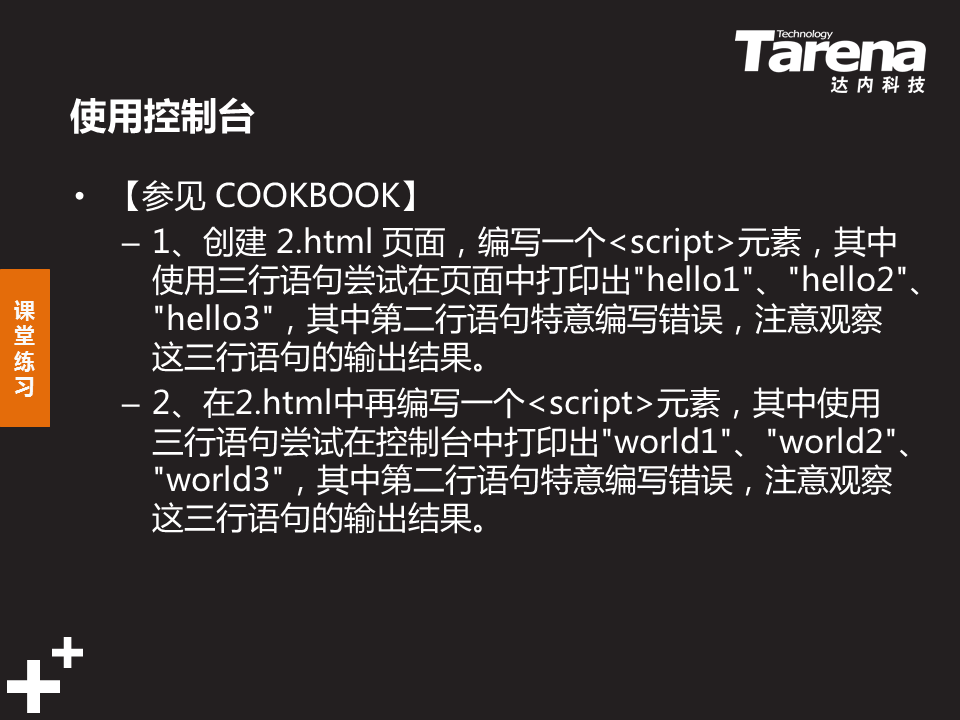 Technology
Tarena
达内科技
使用控制台
• 【参见 COOKBOOK】
– 1、创建 2.html 页面，编写一个<script>元素，其中
使用三行语句尝试在页面中打印出"hello1"、"hello2"、
"hello3"，其中第二行语句特意编写错误，注意观察
这三行语句的输出结果。
– 2、在2.html中再编写一个<script>元素，其中使用
三行语句尝试在控制台中打印出"world1"、"world2"、
"world3"，其中第二行语句特意编写错误，注意观察
这三行语句的输出结果。
课
堂
练
习